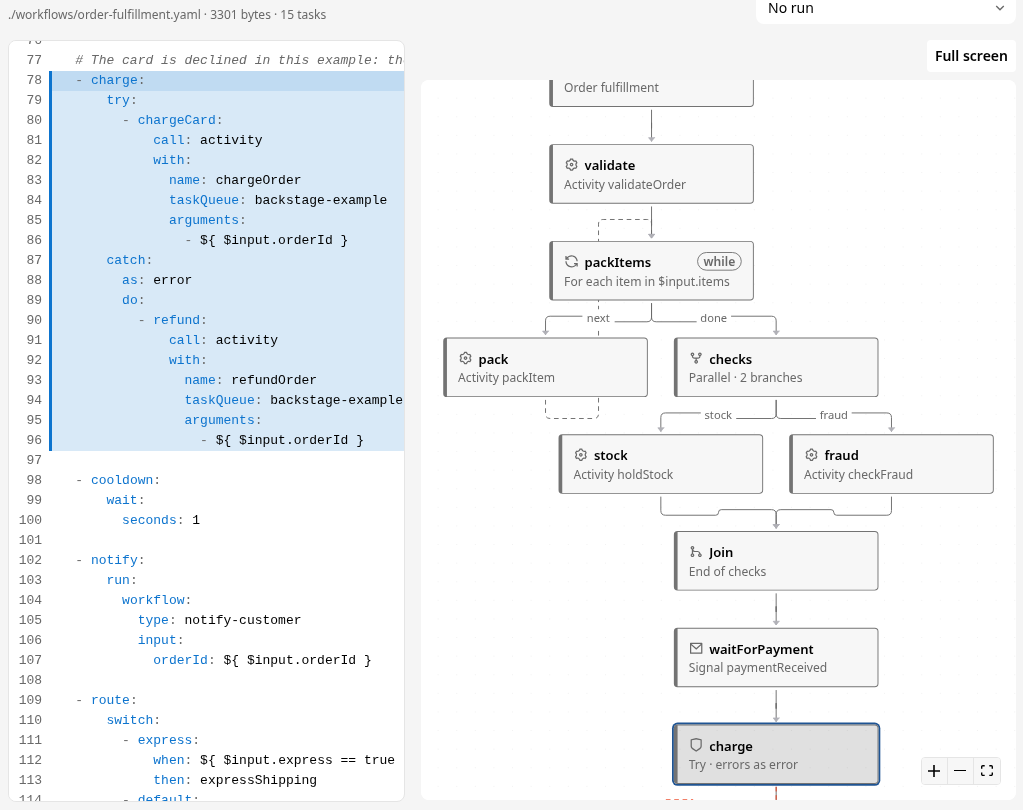 ./workflows/order-fulfillment.yaml · 3301 bytes · 15 tasks
No run
Full screen
77 # The card is declined in this example: th
78 - charge:
79 try:
80 - chargeCard:
81 call: activity
82 with:
83 name: chargeOrder
84 taskQueue: backstage-example
85 arguments:
86 - ${ $input.orderId }
87 catch:
88 as: error
89 do:
90 - refund:
91 call: activity
92 with:
93 name: refundOrder
94 taskQueue: backstage-example
95 arguments:
96 - ${ $input.orderId }
97
98 - cooldown:
99 wait:
100 seconds: 1
101
102 - notify:
103 run:
104 workflow:
105 type: notify-customer
106 input:
107 orderId: ${ $input.orderId }
108
109 - route:
110 switch:
111 - express:
112 when: ${ $input.express == true
113 then: expressShipping
114 - default:
Order fulfillment
validate
Activity validateOrder
packItems while
For each item in $input.items
next done
pack
Activity packItem
checks
Parallel · 2 branches
stock fraud
stock
Activity holdStock
fraud
Activity checkFraud
Join
End of checks
waitForPayment
Signal paymentReceived
charge
Try · errors as error